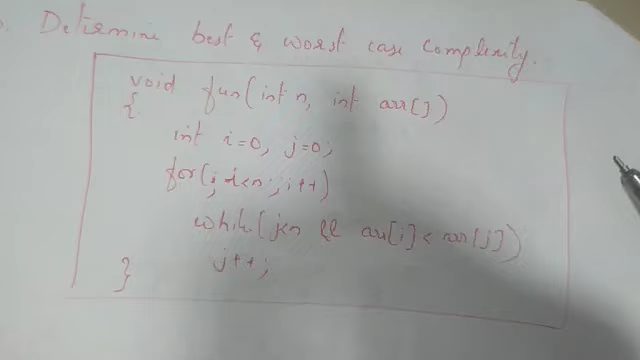 Determine best & worst case complexity.
void fun(int n, int arr[])
{
int i=0, j=0;
for(; i<n; i++)
while(j<n && arr[i] < arr[j])
j++;
}